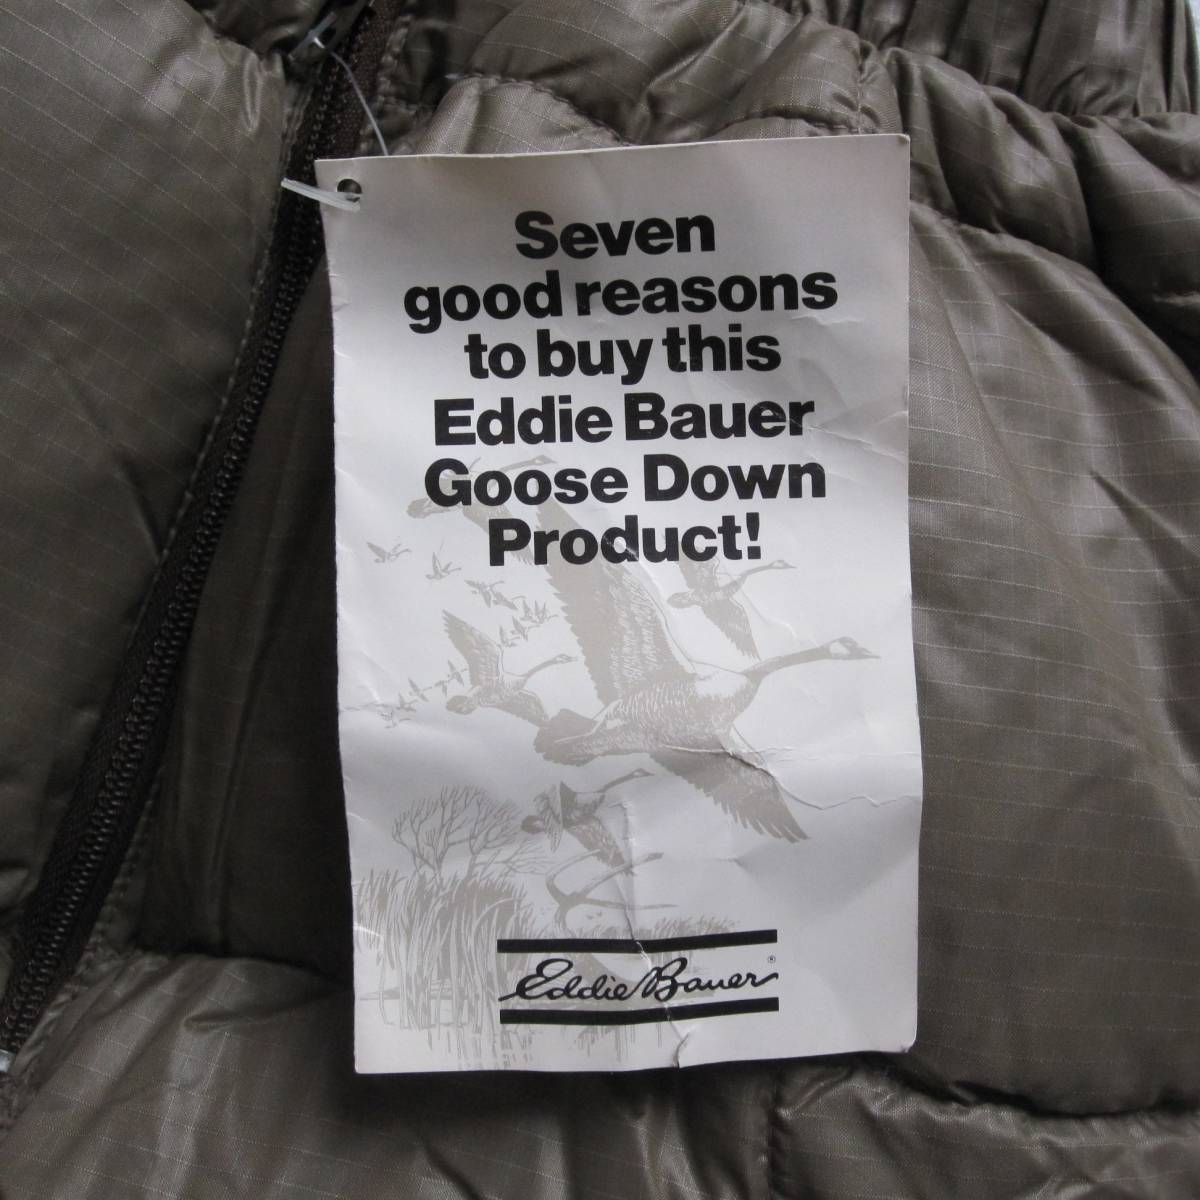 Seven
good reasons
to buy this
Eddie Bauer
Goose Down
Product!
Eddie Bauer®